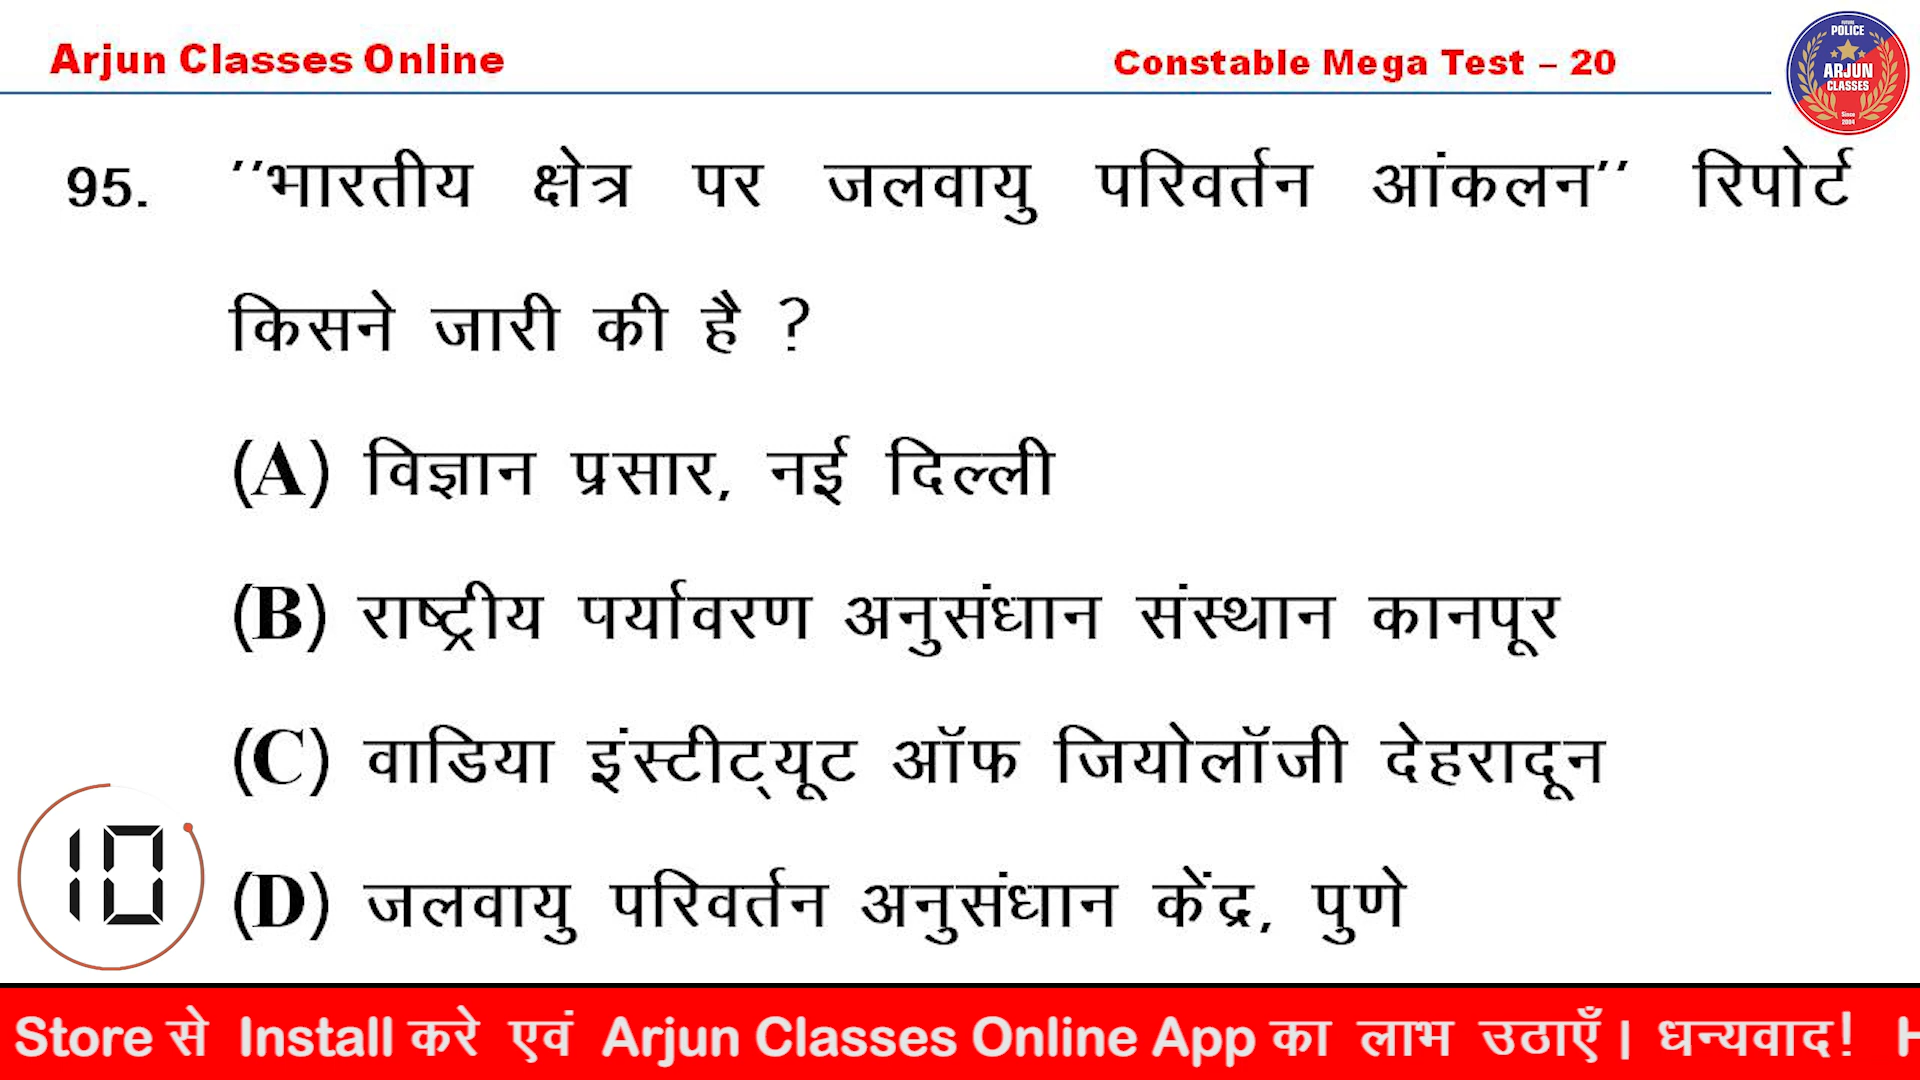 Arjun Classes Online
Constable Mega Test – 20
POLICE
ARJUN
CLASSES
Since
2004
95. ''भारतीय क्षेत्र पर जलवायु परिवर्तन आंकलन'' रिपोर्ट
किसने जारी की है ?
(A) विज्ञान प्रसार, नई दिल्ली
(B) राष्ट्रीय पर्यावरण अनुसंधान संस्थान कानपूर
(C) वाडिया इंस्टीट्यूट ऑफ जियोलॉजी देहरादून
10
(D) जलवायु परिवर्तन अनुसंधान केंद्र, पुणे
Store से Install करे एवं Arjun Classes Online App का लाभ उठाएँ। धन्यवाद! H